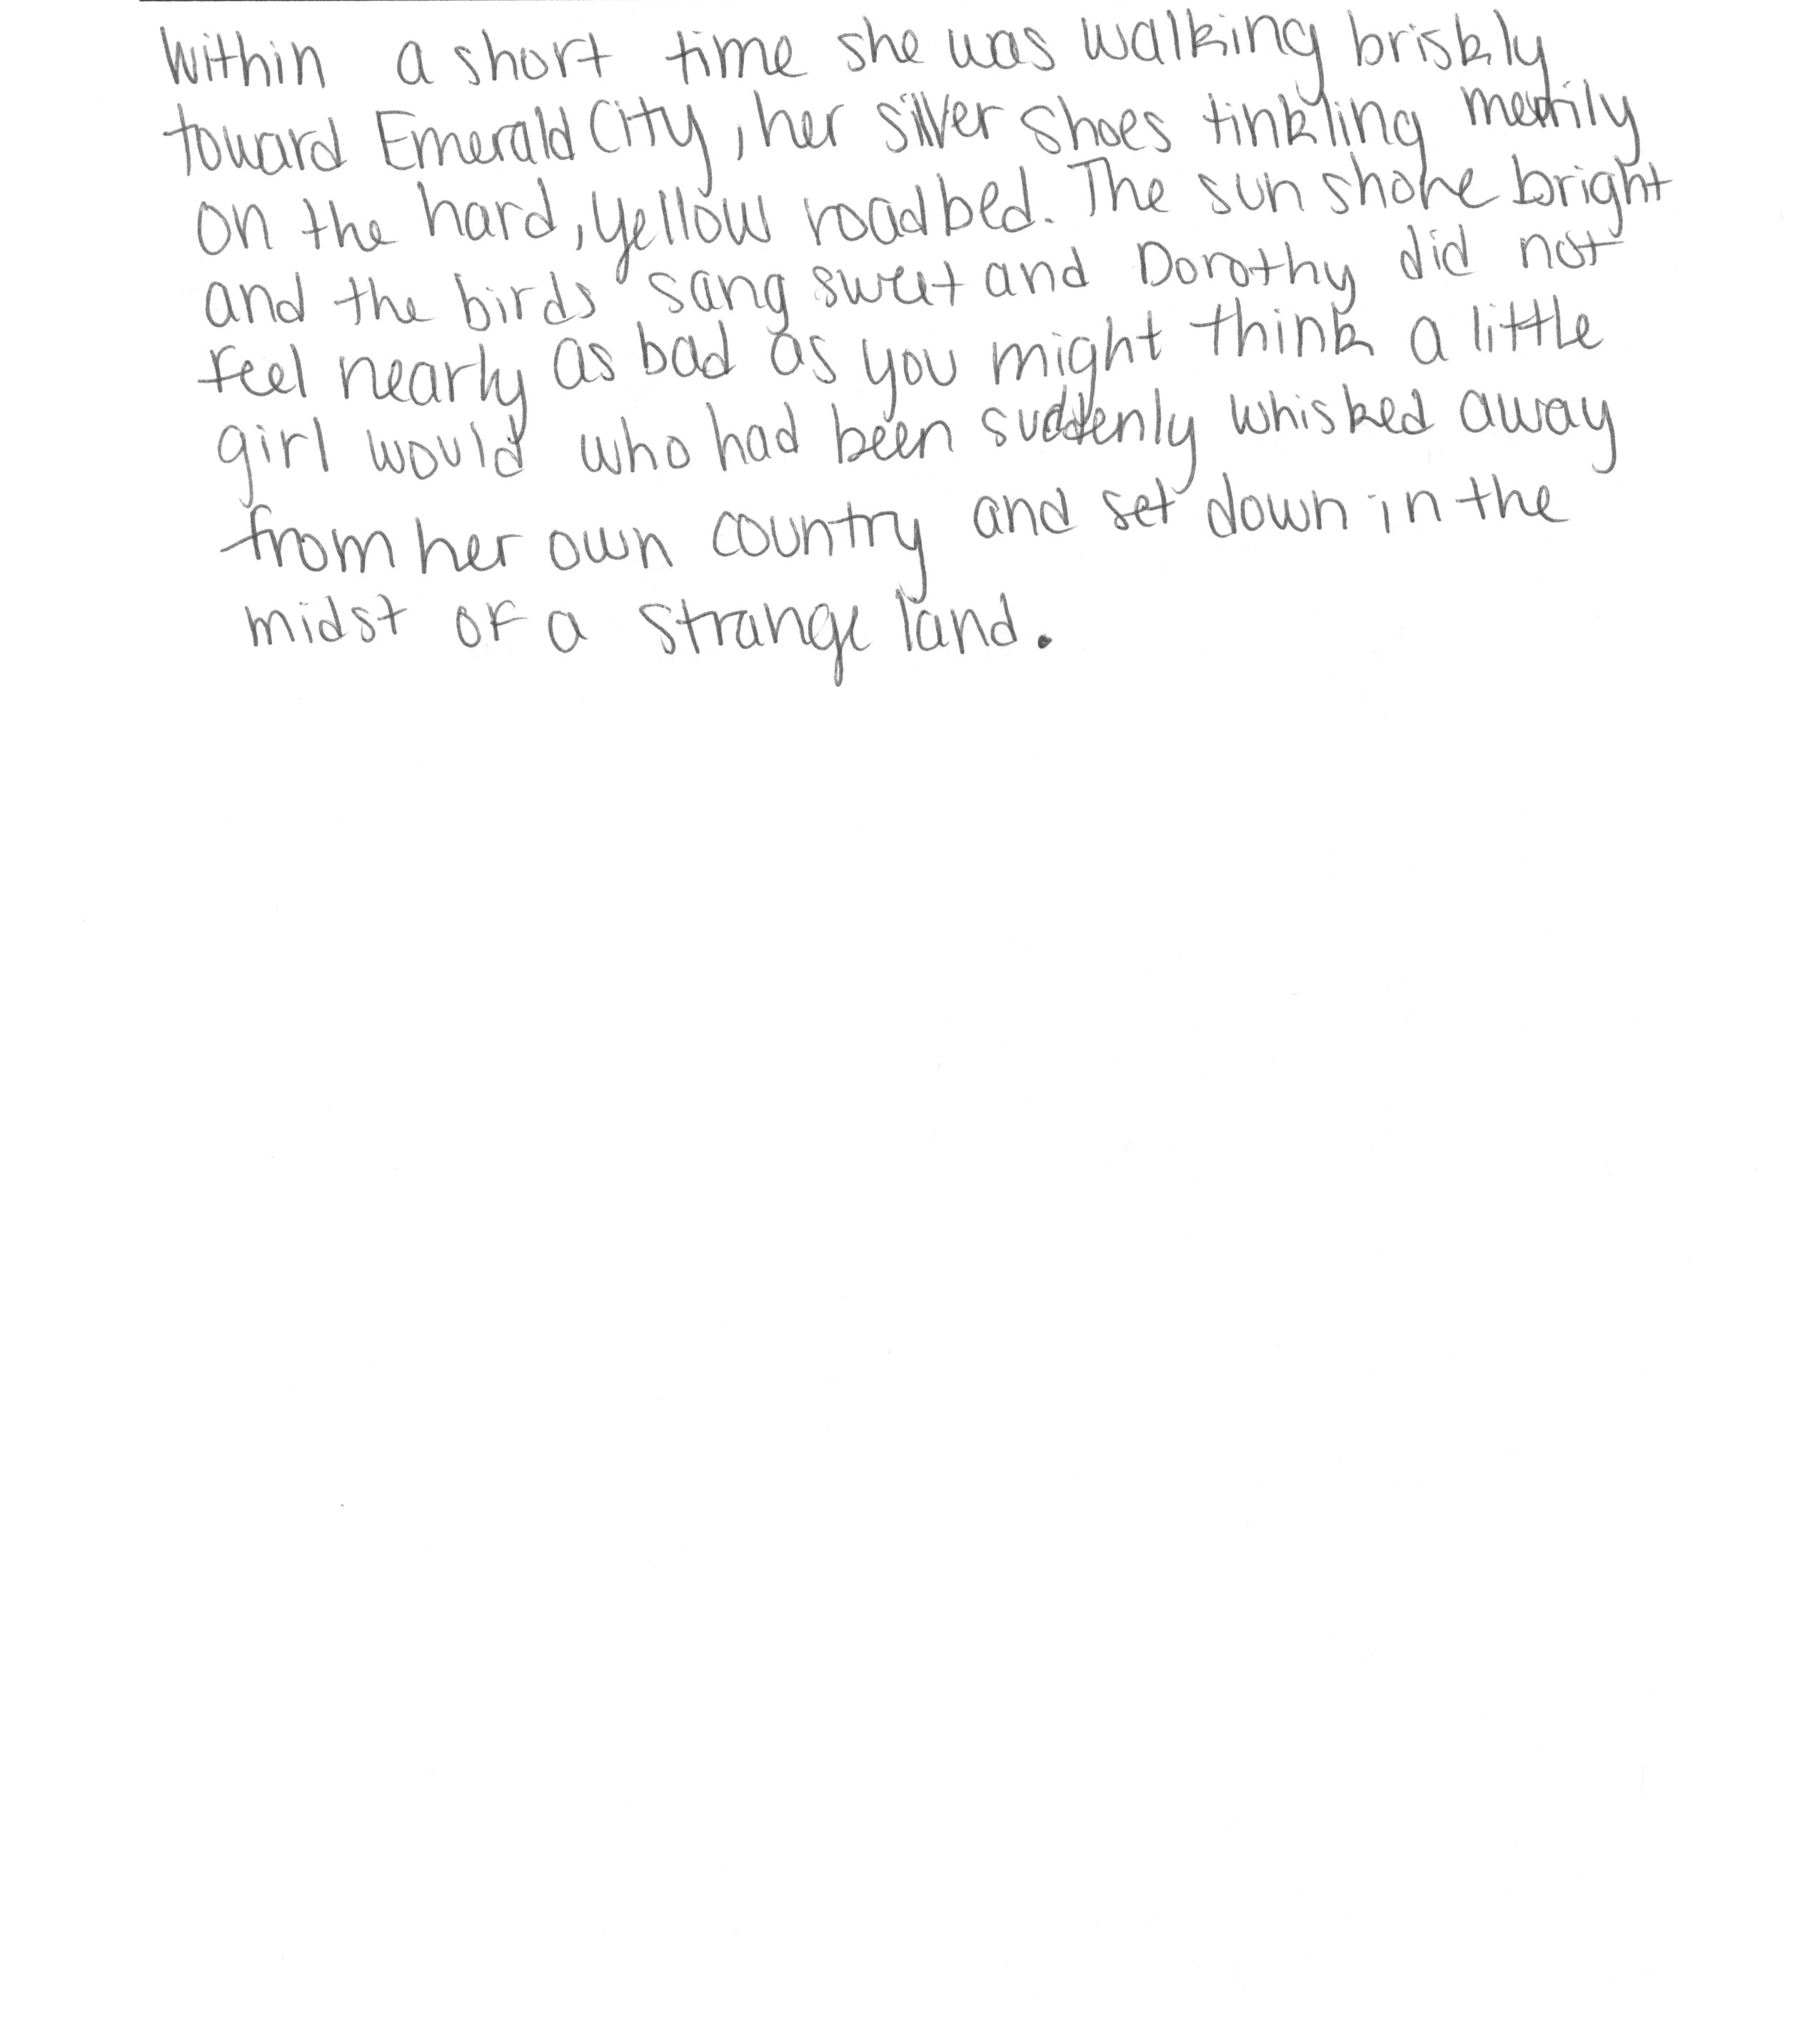 Within a short time she was walking briskly
toward Emerald City, her silver shoes tinkling merrily
on the hard, yellow roadbed. The sun shone bright
and the birds sang sweet and Dorothy did not
feel nearly as bad as you might think a little
girl would who had been suddenly whisked away
from her own country and set down in the
midst of a strange land.